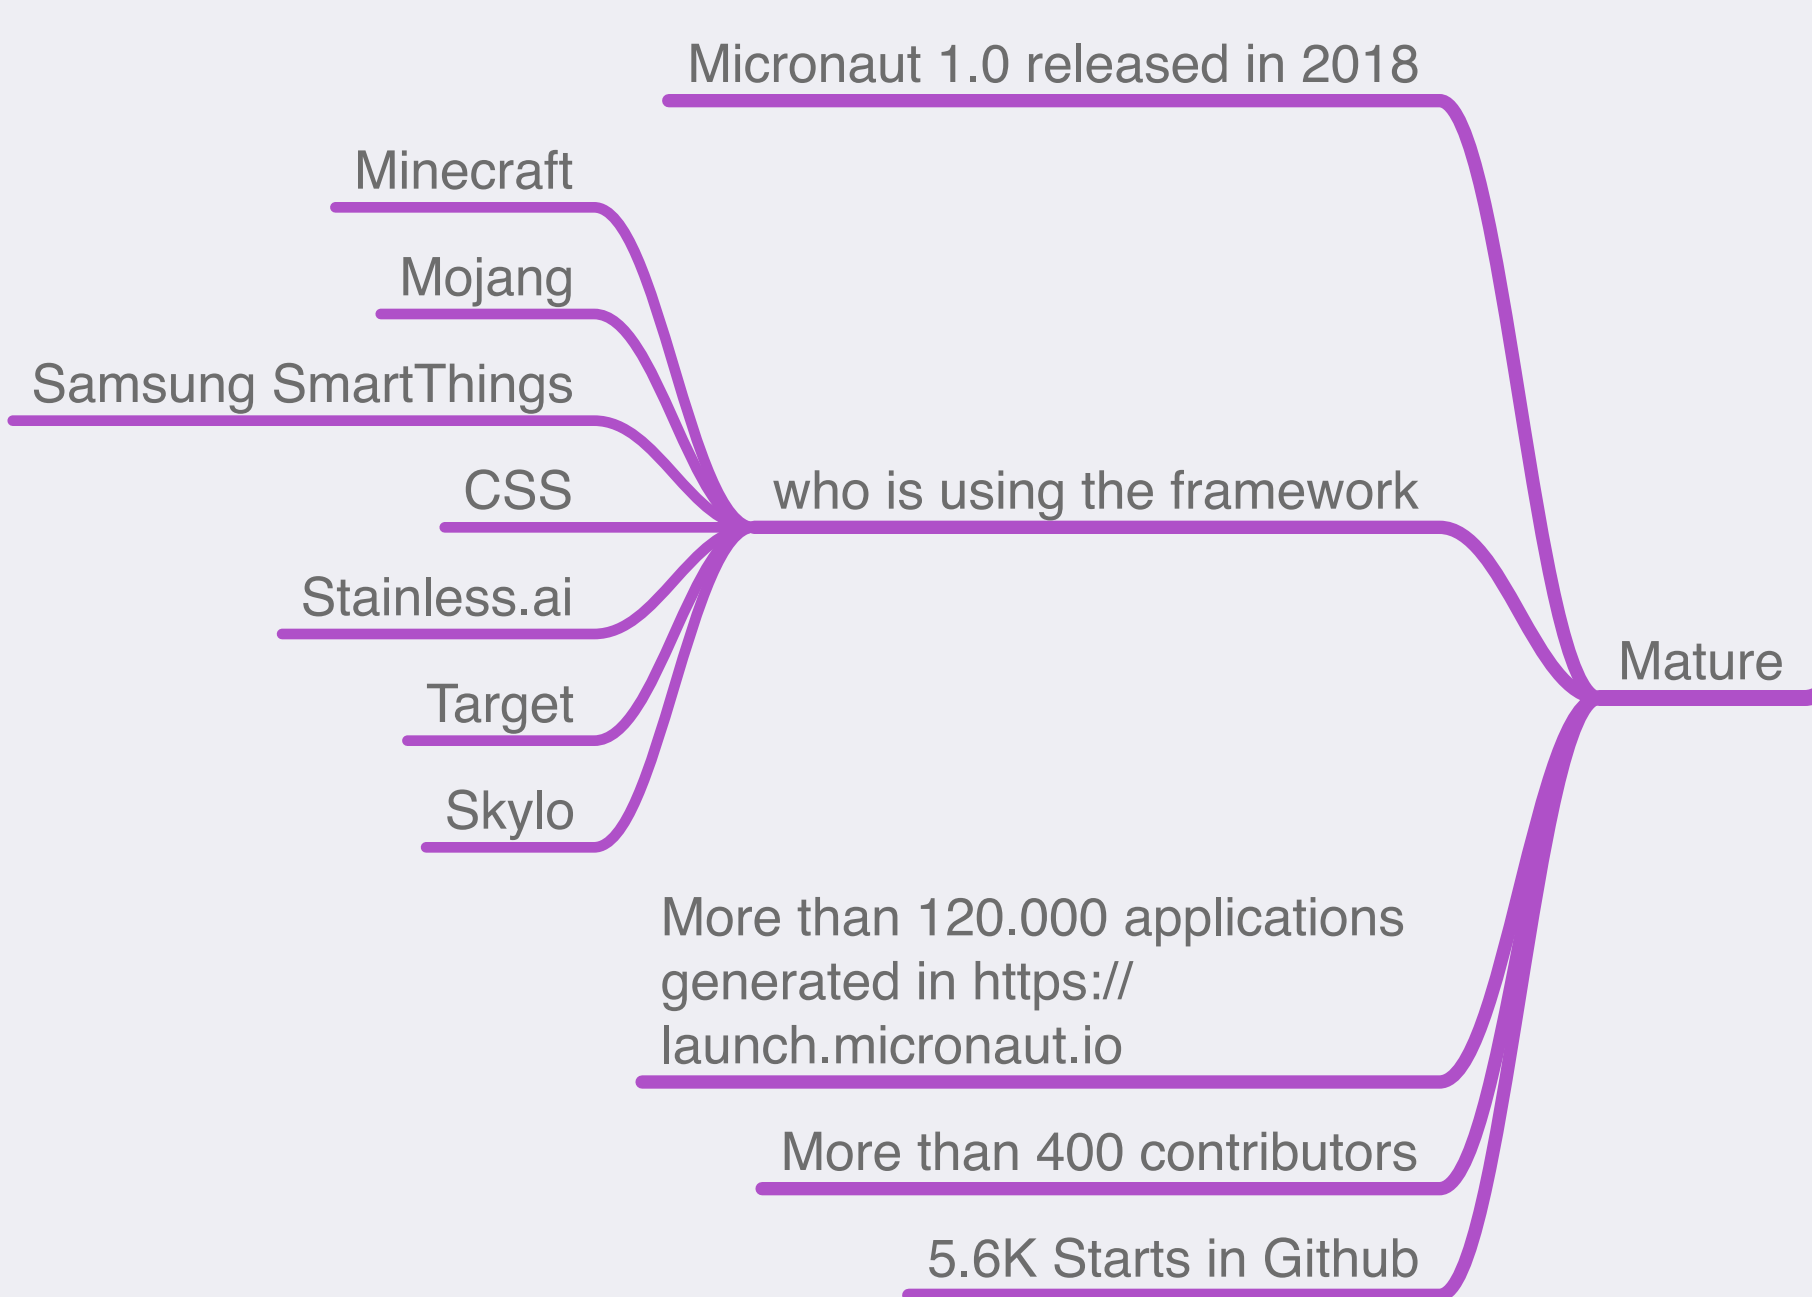 Micronaut 1.0 released in 2018
Minecraft
Mojang
Samsung SmartThings
CSS
who is using the framework
Stainless.ai
Mature
Target
Skylo
More than 120.000 applications
generated in https://
launch.micronaut.io
More than 400 contributors
5.6K Starts in Github